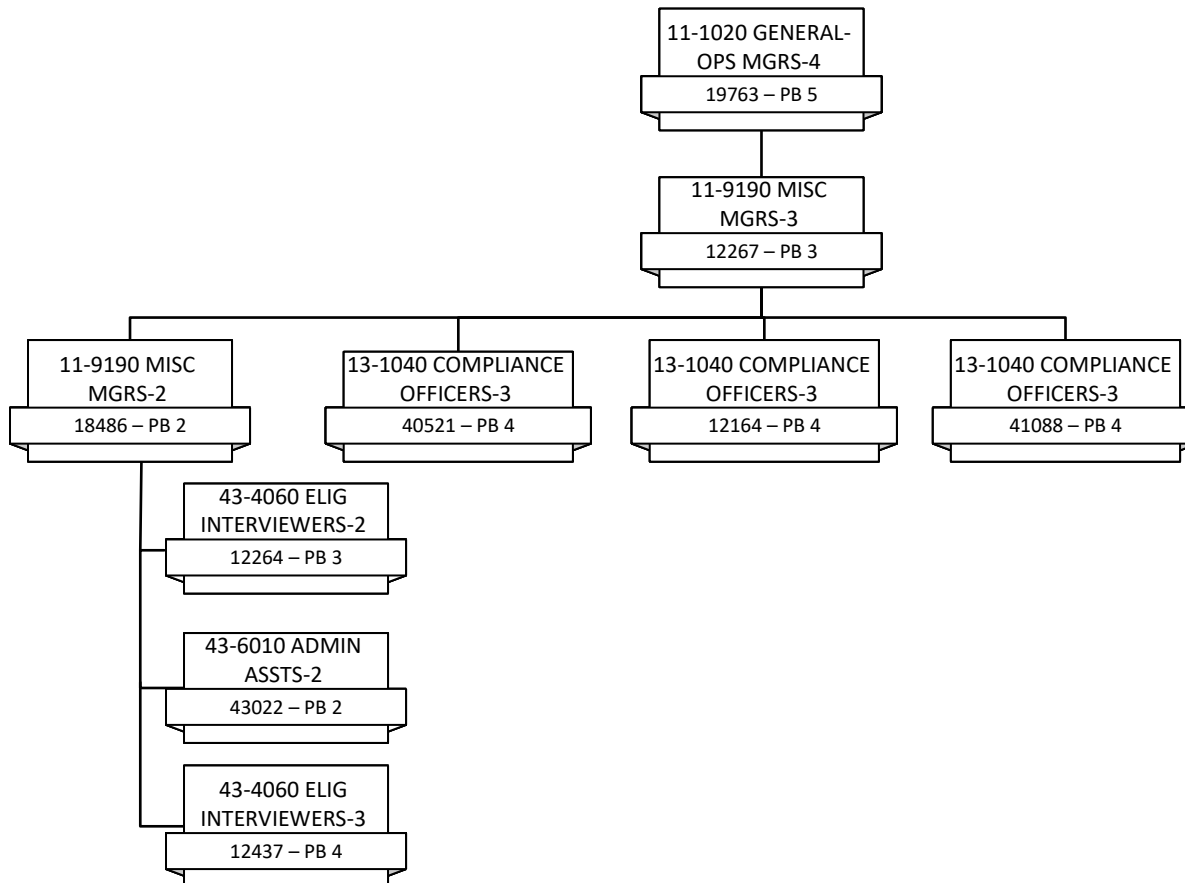 11-1020 GENERAL-
OPS MGRS-4
19763 – PB 5
11-9190 MISC
MGRS-3
12267 – PB 3
11-9190 MISC
MGRS-2
18486 – PB 2
13-1040 COMPLIANCE
OFFICERS-3
40521 – PB 4
13-1040 COMPLIANCE
OFFICERS-3
12164 – PB 4
13-1040 COMPLIANCE
OFFICERS-3
41088 – PB 4
43-4060 ELIG
INTERVIEWERS-2
12264 – PB 3
43-6010 ADMIN
ASSTS-2
43022 – PB 2
43-4060 ELIG
INTERVIEWERS-3
12437 – PB 4